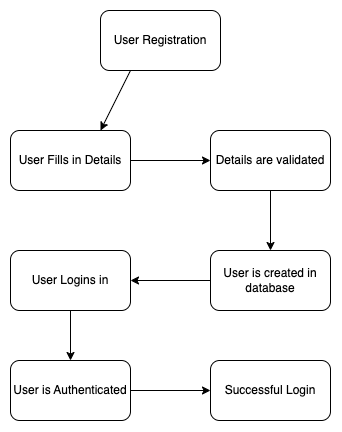 User Registration
User Fills in Details
Details are validated
User is created in
database
User Logins in
User is Authenticated
Successful Login